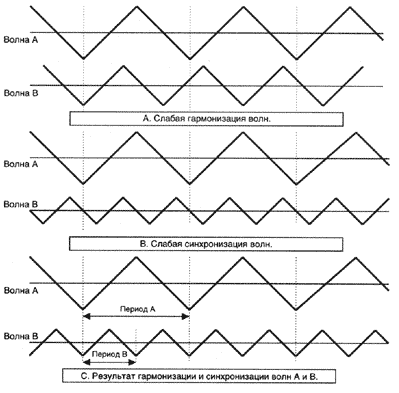 Волна А
Волна В
А. Слабая гармонизация волн.
Волна А
Волна В
В. Слабая синхронизация волн.
Волна А
Период А
Волна В
Период В
С. Результат гармонизации и синхронизации волн А и В.